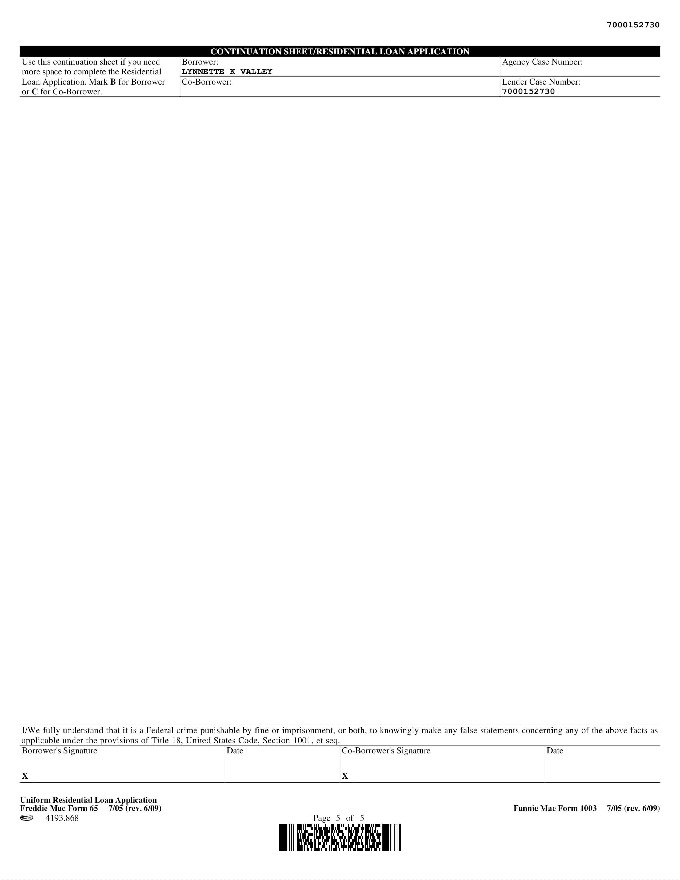 7000152730
CONTINUATION SHEET/RESIDENTIAL LOAN APPLICATION
Use this continuation sheet if you need
more space to complete the Residential
Loan Application. Mark B for Borrower
or C for Co-Borrower.
Borrower:
LYNNETTE K VALLEY
Co-Borrower:
Agency Case Number:
Lender Case Number:
7000152730
I/We fully understand that it is a Federal crime punishable by fine or imprisonment, or both, to knowingly make any false statements concerning any of the above facts as
applicable under the provisions of Title 18, United States Code, Section 1001, et seq.
Borrower's Signature Date Co-Borrower's Signature Date
X X
Uniform Residential Loan Application
Freddie Mac Form 65 7/05 (rev. 6/09) Fannie Mae Form 1003 7/05 (rev. 6/09)
4193.868 Page 5 of 5